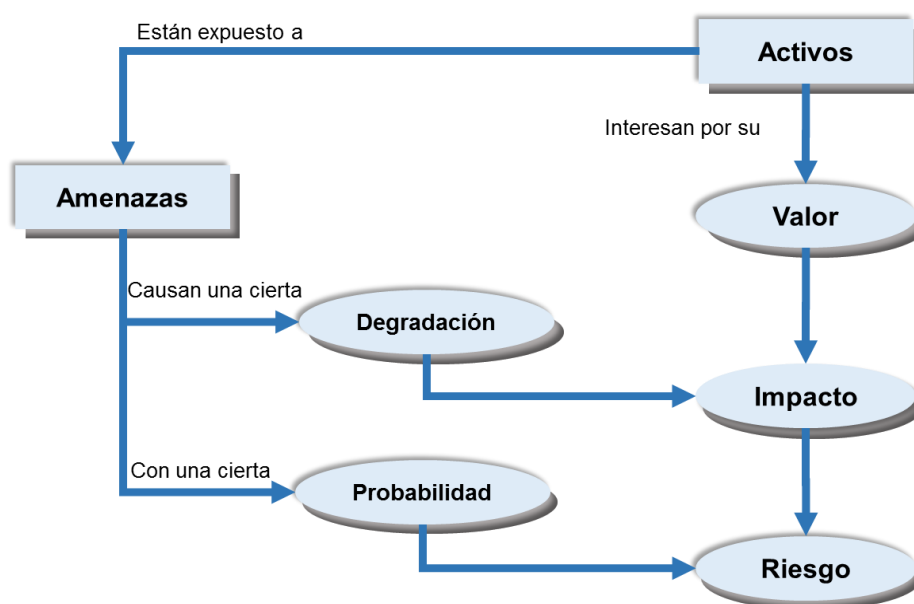 Están expuesto a
Activos
Interesan por su
Amenazas
Valor
Causan una cierta
Degradación
Impacto
Con una cierta
Probabilidad
Riesgo